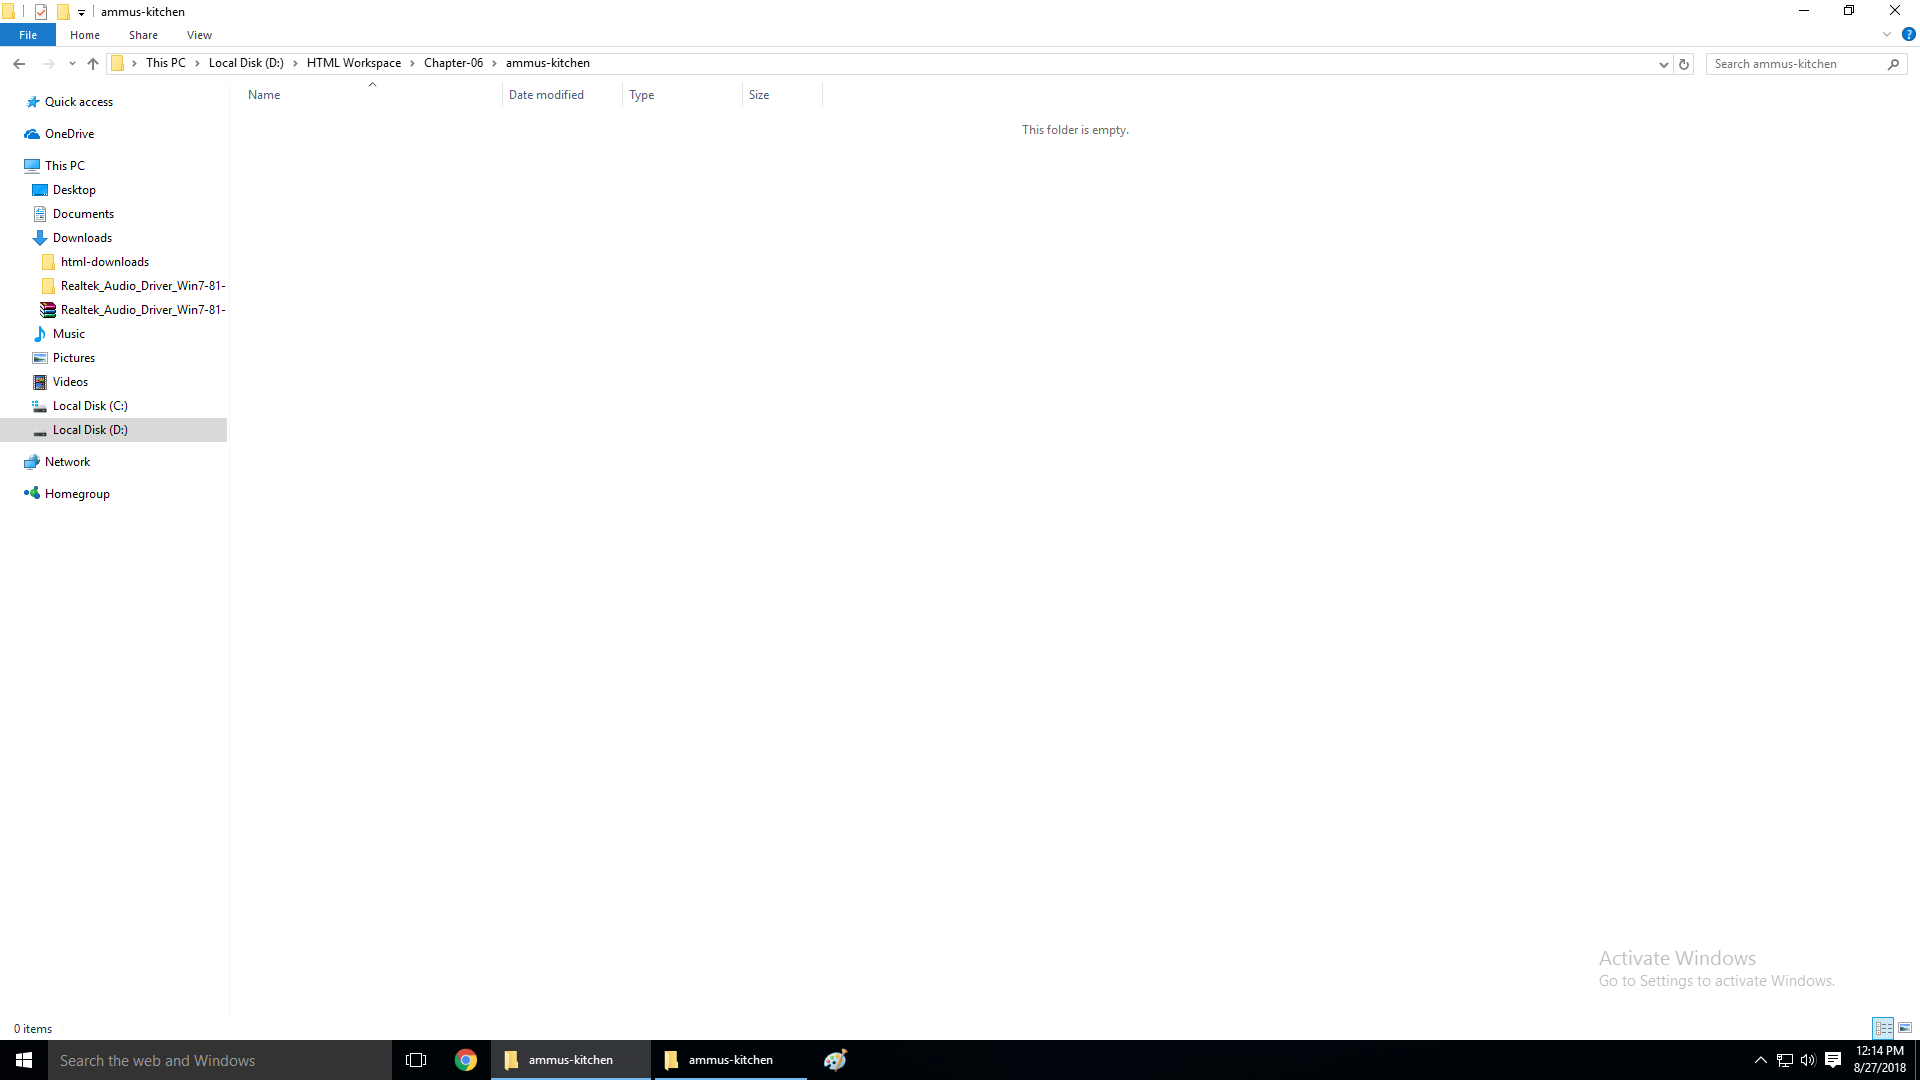 ammus-kitchen
File Home Share View
This PC Local Disk (D:) HTML Workspace Chapter-06 ammus-kitchen
Search ammus-kitchen
Name Date modified Type Size
This folder is empty.
Quick access
OneDrive
This PC
Desktop
Documents
Downloads
html-downloads
Realtek_Audio_Driver_Win7-81-
Realtek_Audio_Driver_Win7-81-
Music
Pictures
Videos
Local Disk (C:)
Local Disk (D:)
Network
Homegroup
Activate Windows
Go to Settings to activate Windows.
0 items
Search the web and Windows
ammus-kitchen
ammus-kitchen
12:14 PM
8/27/2018